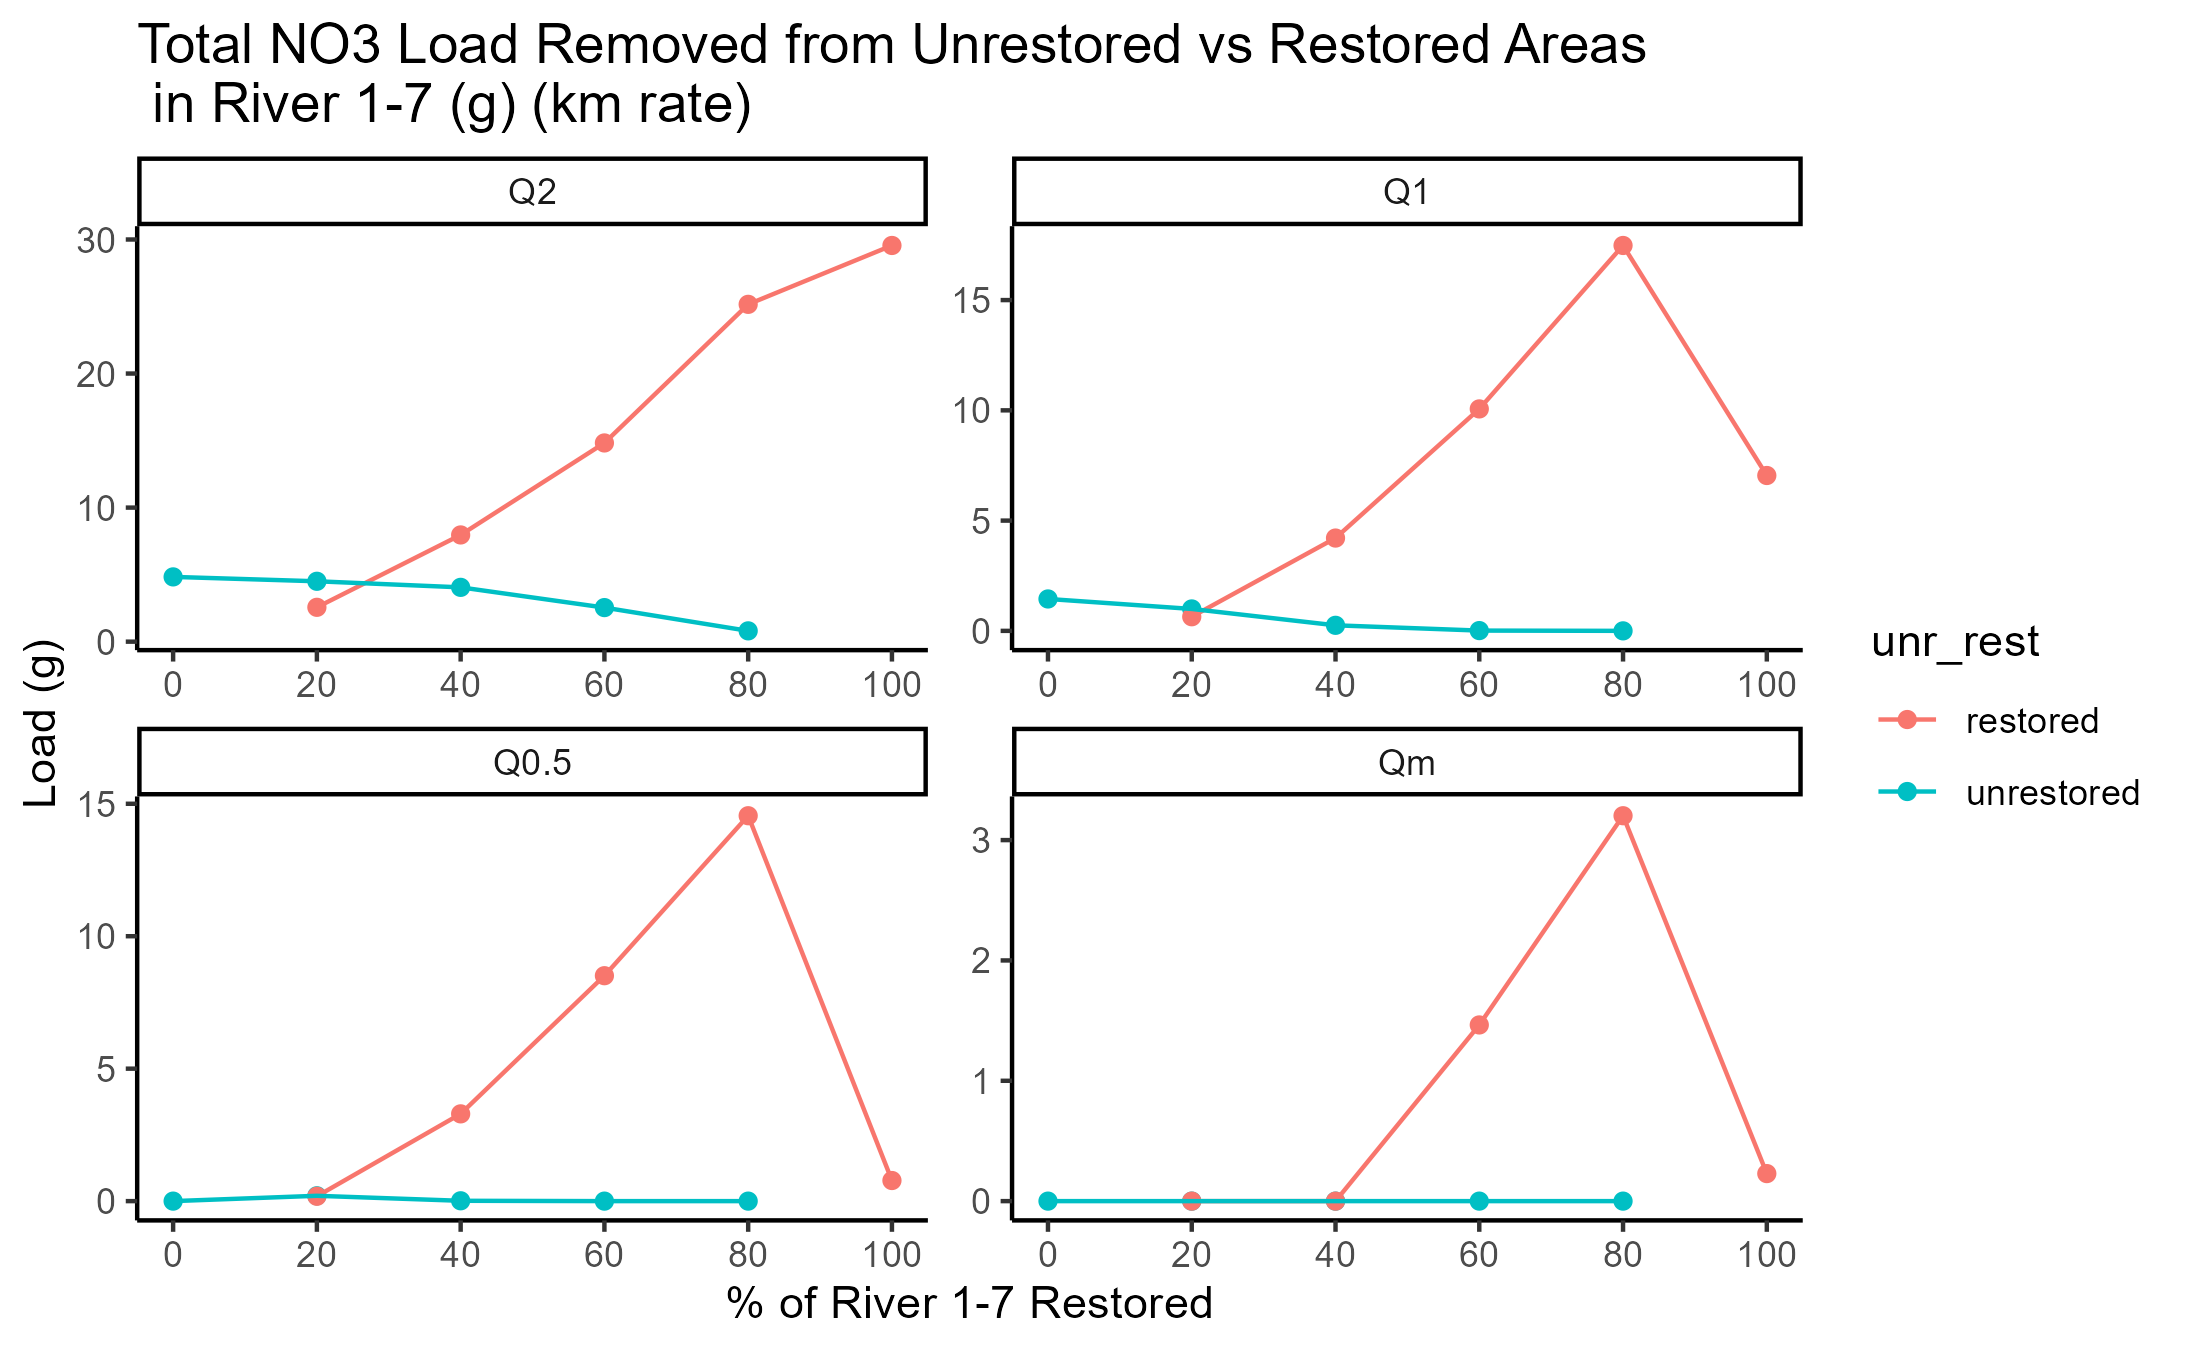 Total NO3 Load Removed from Unrestored vs Restored Areas
in River 1-7 (g) (km rate)
Q2
30
20
10
0
0 20 40 60 80 100
Q1
15
10
5
0
0 20 40 60 80 100
Load (g)
Q0.5
15
10
5
0
0 20 40 60 80 100
Qm
3
2
1
0
0 20 40 60 80 100
% of River 1-7 Restored
unr_rest
restored
unrestored